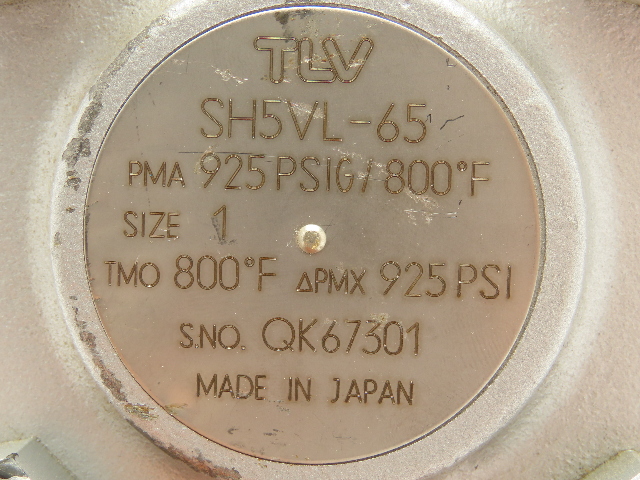 TLV
SH5VL-65
PMA 925 PSIG/800°F
SIZE 1
TMO 800°F ΔPMX 925 PSI
S.NO. QK67301
MADE IN JAPAN